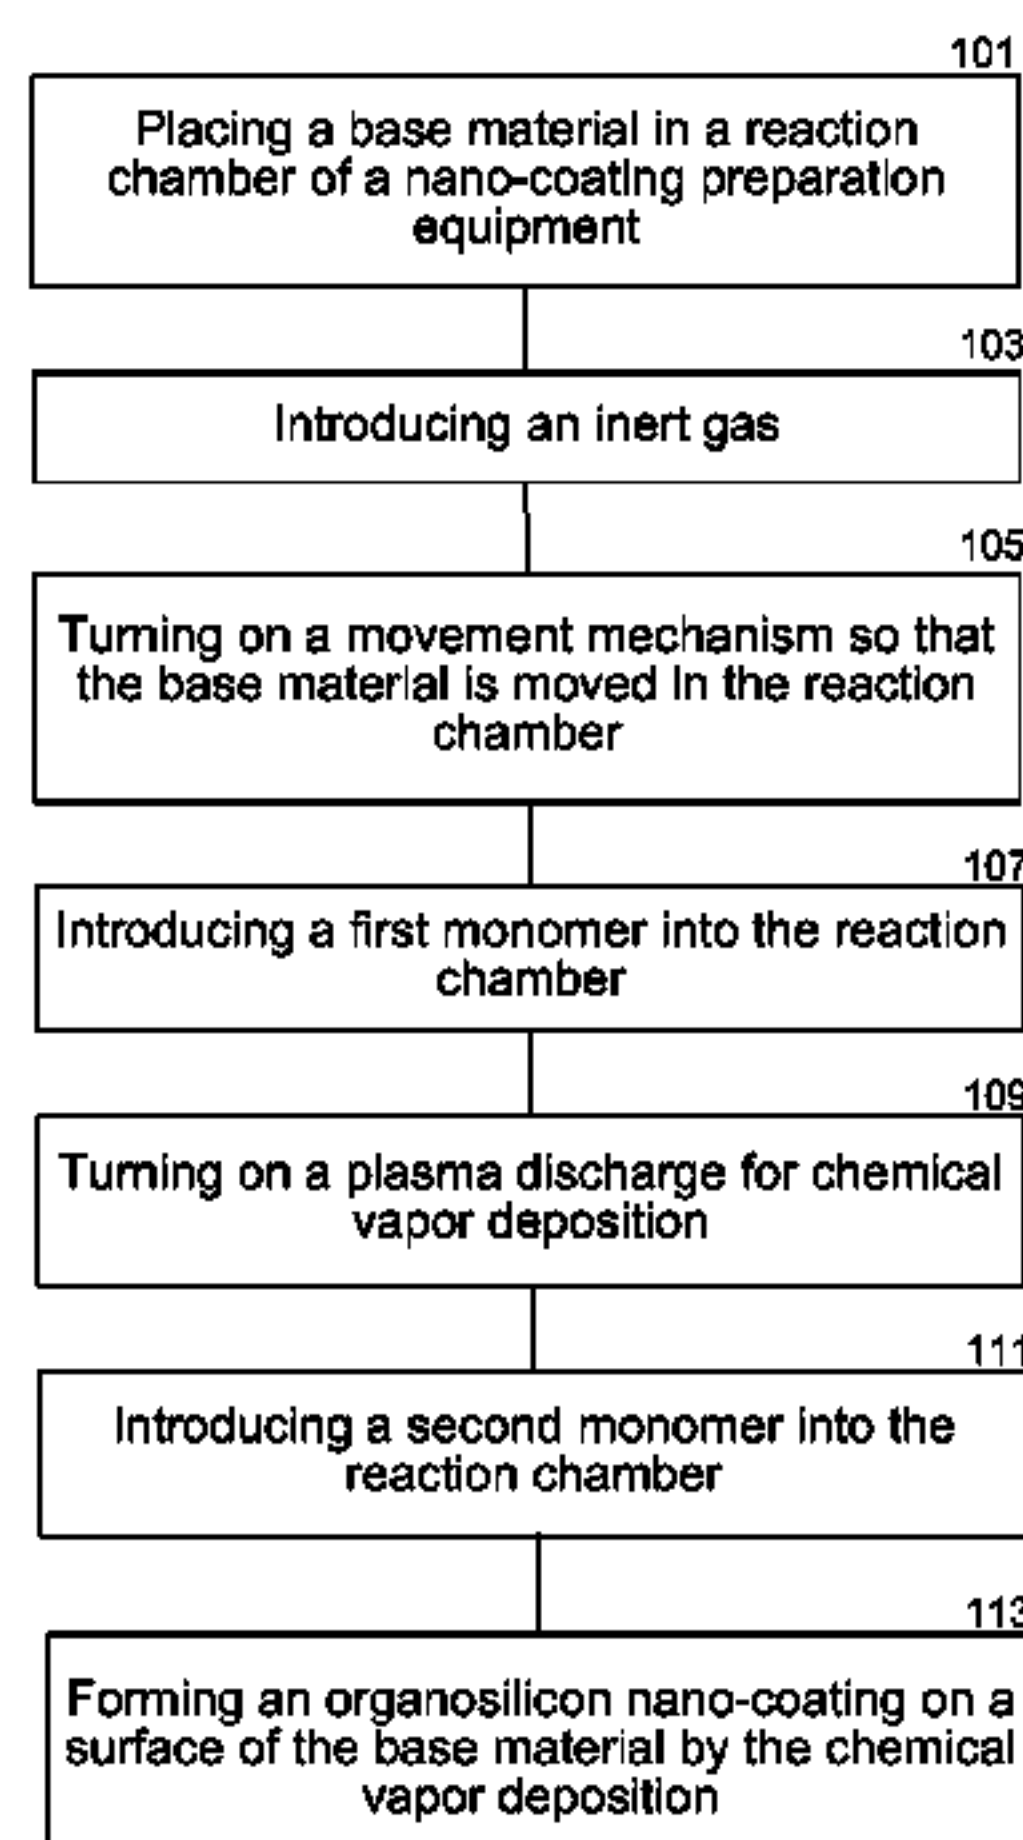 101
Placing a base material in a reaction
chamber of a nano-coating preparation
equipment
103
Introducing an inert gas
105
Turning on a movement mechanism so that
the base material is moved in the reaction
chamber
107
Introducing a first monomer into the reaction
chamber
109
Turning on a plasma discharge for chemical
vapor deposition
111
Introducing a second monomer into the
reaction chamber
113
Forming an organosilicon nano-coating on a
surface of the base material by the chemical
vapor deposition